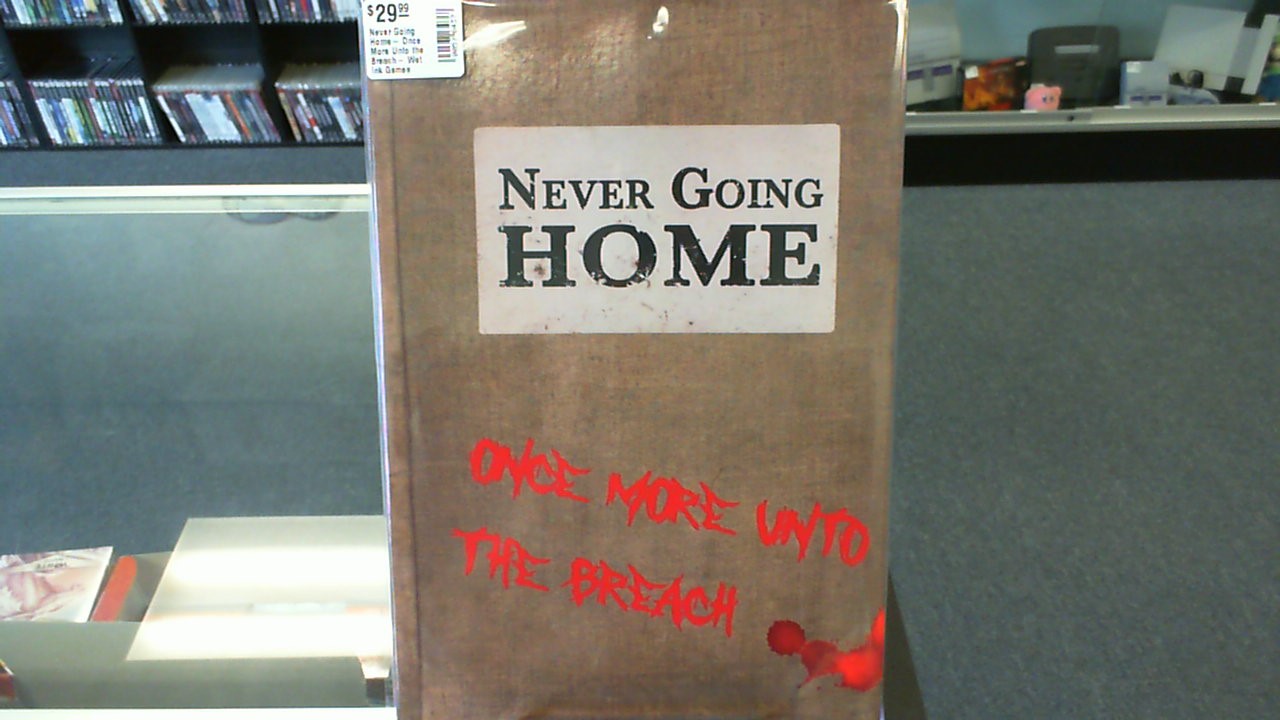 $29.99
Never Going
Home - Once
More Unto the
Breach - Wet
Ink Games
NEVER GOING
HOME
ONCE MORE UNTO
THE BREACH